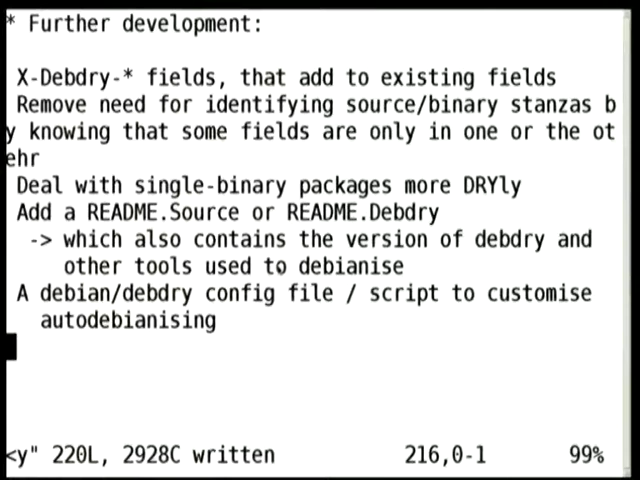 * Further development:
X-Debdry-* fields, that add to existing fields
Remove need for identifying source/binary stanzas b
y knowing that some fields are only in one or the ot
ehr
Deal with single-binary packages more DRYly
Add a README.Source or README.Debdry
-> which also contains the version of debdry and
other tools used to debianise
A debian/debdry config file / script to customise
autodebianising
<y" 220L, 2928C written 216,0-1 99%